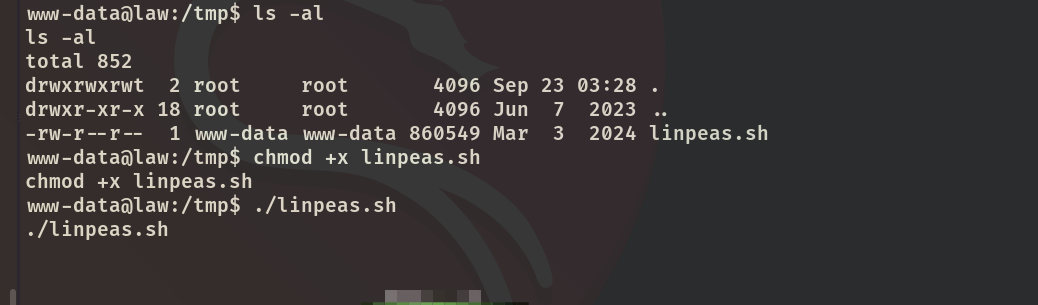 www-data@law:/tmp$ ls -al
ls -al
total 852
drwxrwxrwt  2 root     root       4096 Sep 23 03:28 .
drwxr-xr-x 18 root     root       4096 Jun  7  2023 ..
-rw-r--r--  1 www-data www-data 860549 Mar  3  2024 linpeas.sh
www-data@law:/tmp$ chmod +x linpeas.sh
chmod +x linpeas.sh
www-data@law:/tmp$ ./linpeas.sh
./linpeas.sh